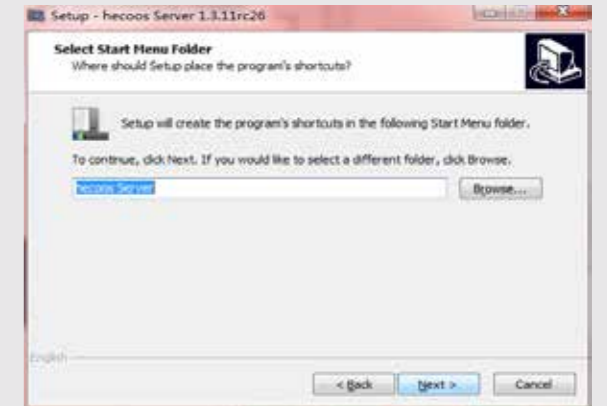 Setup - hecoos Server 1.3.11rc26
Select Start Menu Folder
Where should Setup place the program's shortcuts?
Setup will create the program's shortcuts in the following Start Menu folder.
To continue, click Next. If you would like to select a different folder, click Browse.
hecoos Server
Browse...
English
< Back
Next >
Cancel